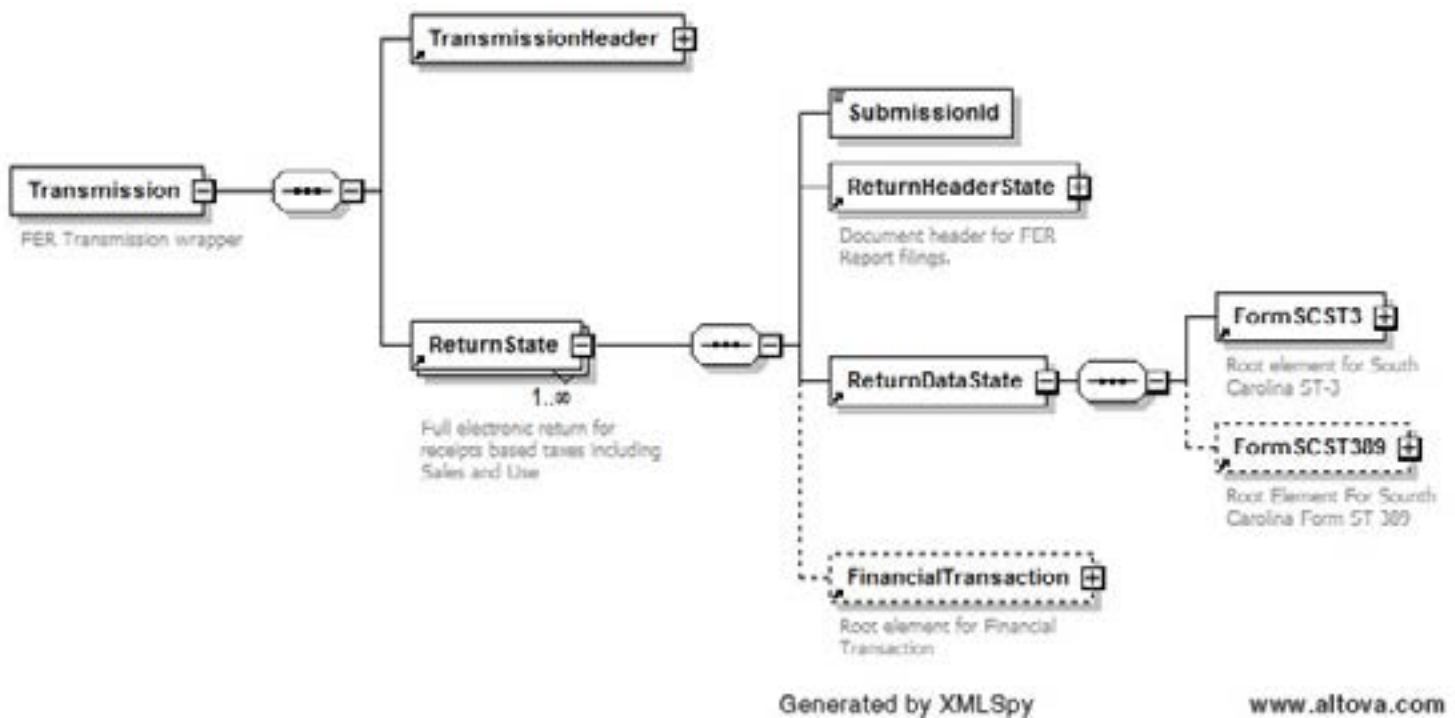 TransmissionHeader
SubmissionId
Transmission
FER Transmission wrapper
ReturnHeaderState
Document header for FER
Report filings.
ReturnState
1..∞
Full electronic return for
receipts based taxes including
Sales and Use
ReturnDataState
FormSCST3
Root element for South
Carolina ST-3
FormSCST389
Root Element For Sounth
Carolina Form ST 389
FinancialTransaction
Root element for Financial
Transaction
Generated by XMLSpy
www.altova.com